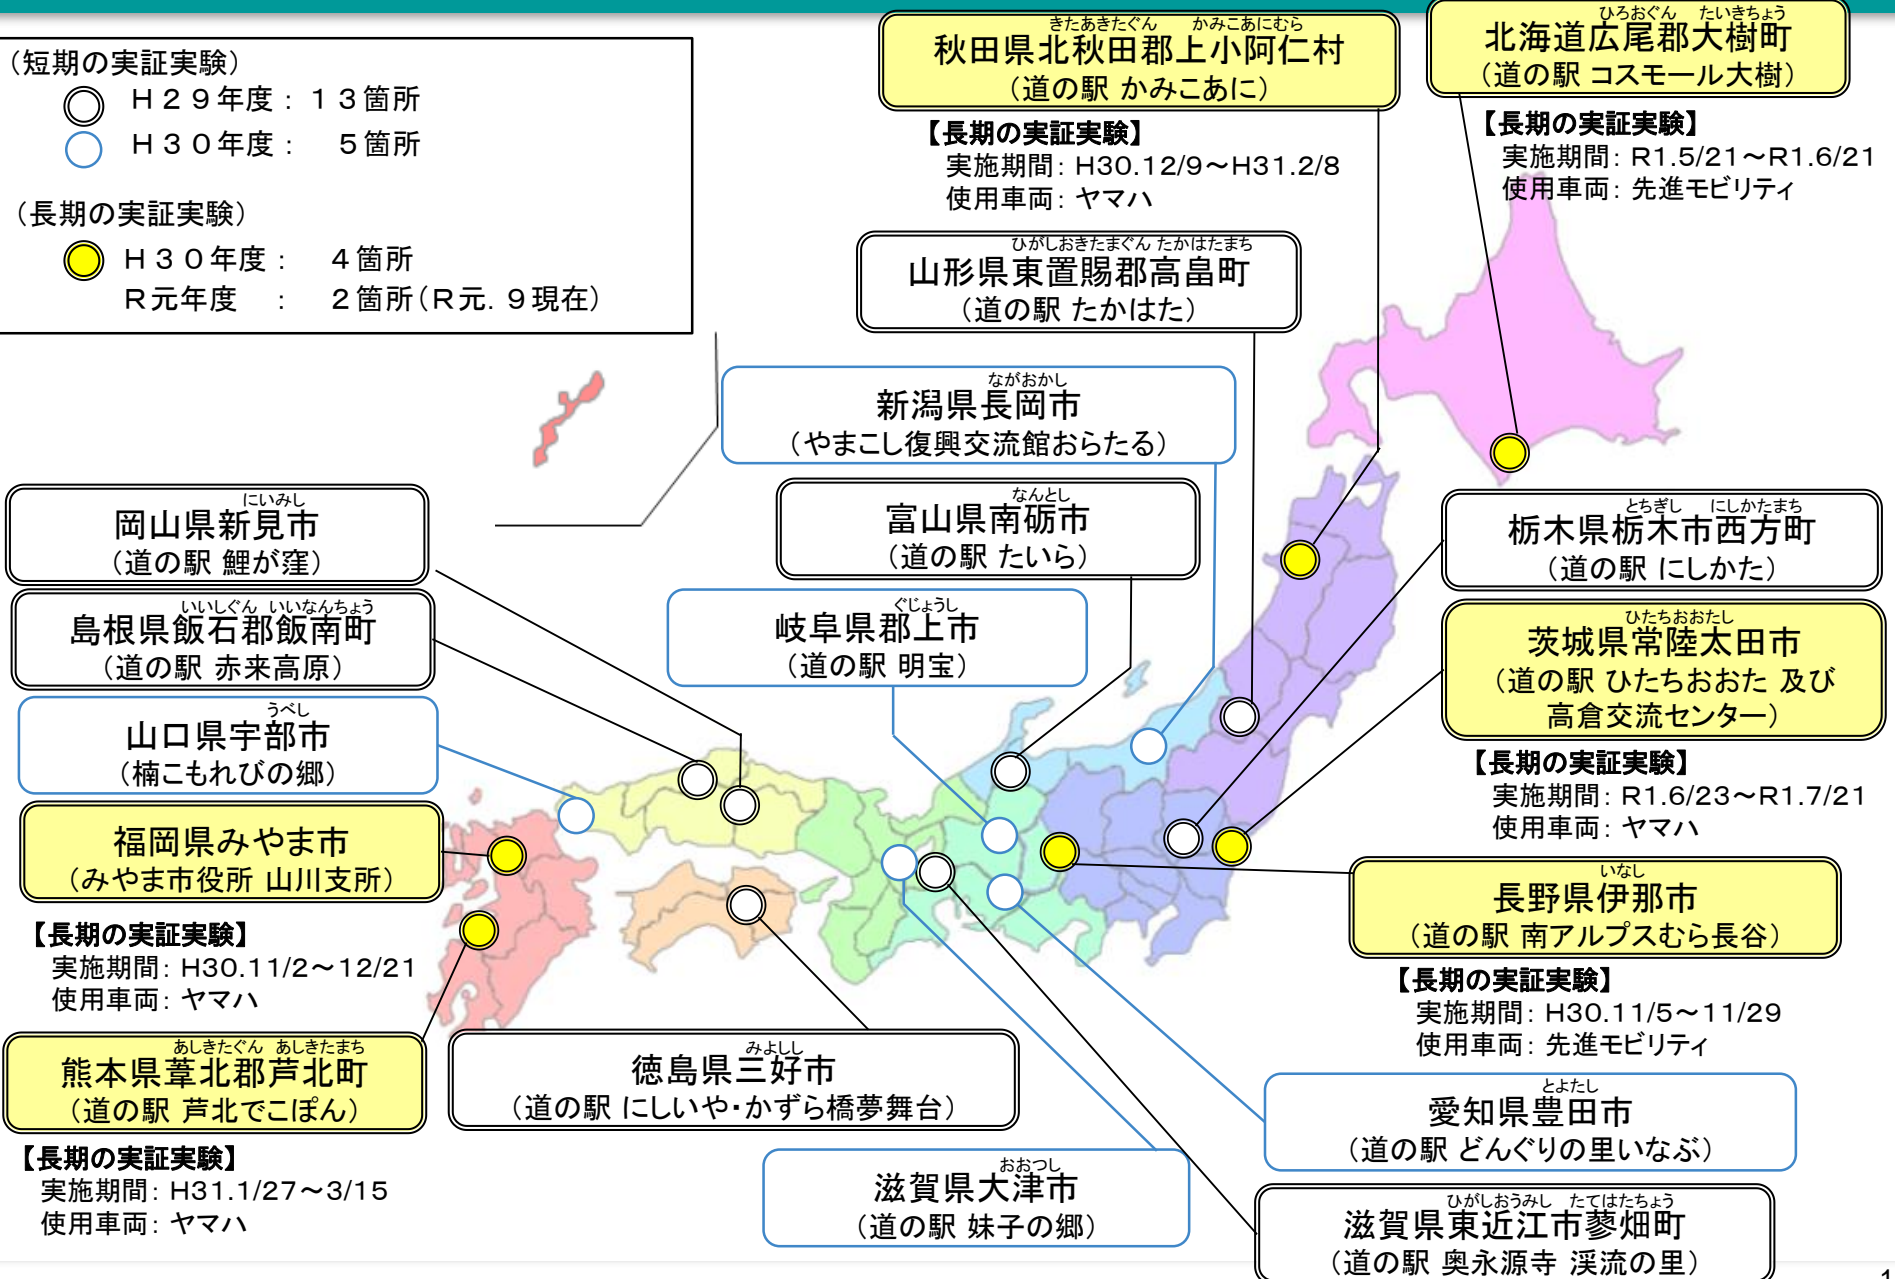 （短期の実証実験）
Ｈ２９年度： １３箇所
Ｈ３０年度： ５箇所
（長期の実証実験）
Ｈ３０年度： ４箇所
Ｒ元年度 ： ２箇所（Ｒ元．９現在）
きたあきたぐん かみこあにむら
秋田県北秋田郡上小阿仁村
（道の駅 かみこあに）
【長期の実証実験】
実施期間：H30.12/9～H31.2/8
使用車両：ヤマハ
ひろおぐん たいきちょう
北海道広尾郡大樹町
（道の駅 コスモール大樹）
【長期の実証実験】
実施期間：R1.5/21～R1.6/21
使用車両：先進モビリティ
ひがしおきたまぐん たかはたまち
山形県東置賜郡高畠町
（道の駅 たかはた）
ながおかし
新潟県長岡市
（やまこし復興交流館おらたる）
にいみし
岡山県新見市
（道の駅 鯉が窪）
なんとし
富山県南砺市
（道の駅 たいら）
とちぎし にしかたまち
栃木県栃木市西方町
（道の駅 にしかた）
いいしぐん いいなんちょう
島根県飯石郡飯南町
（道の駅 赤来高原）
ぐじょうし
岐阜県郡上市
（道の駅 明宝）
ひたちおおたし
茨城県常陸太田市
（道の駅 ひたちおおた 及び
高倉交流センター）
【長期の実証実験】
実施期間：R1.6/23～R1.7/21
使用車両：ヤマハ
うべし
山口県宇部市
（楠こもれびの郷）
福岡県みやま市
（みやま市役所 山川支所）
【長期の実証実験】
実施期間：H30.11/2～12/21
使用車両：ヤマハ
いなし
長野県伊那市
（道の駅 南アルプスむら長谷）
【長期の実証実験】
実施期間：H30.11/5～11/29
使用車両：先進モビリティ
あしきたぐん あしきたまち
熊本県葦北郡芦北町
（道の駅 芦北でこぽん）
【長期の実証実験】
実施期間：H31.1/27～3/15
使用車両：ヤマハ
みよしし
徳島県三好市
（道の駅 にしいや・かずら橋夢舞台）
とよたし
愛知県豊田市
（道の駅 どんぐりの里いなぶ）
おおつし
滋賀県大津市
（道の駅 妹子の郷）
ひがしおうみし たてはたちょう
滋賀県東近江市蓼畑町
（道の駅 奥永源寺 渓流の里）